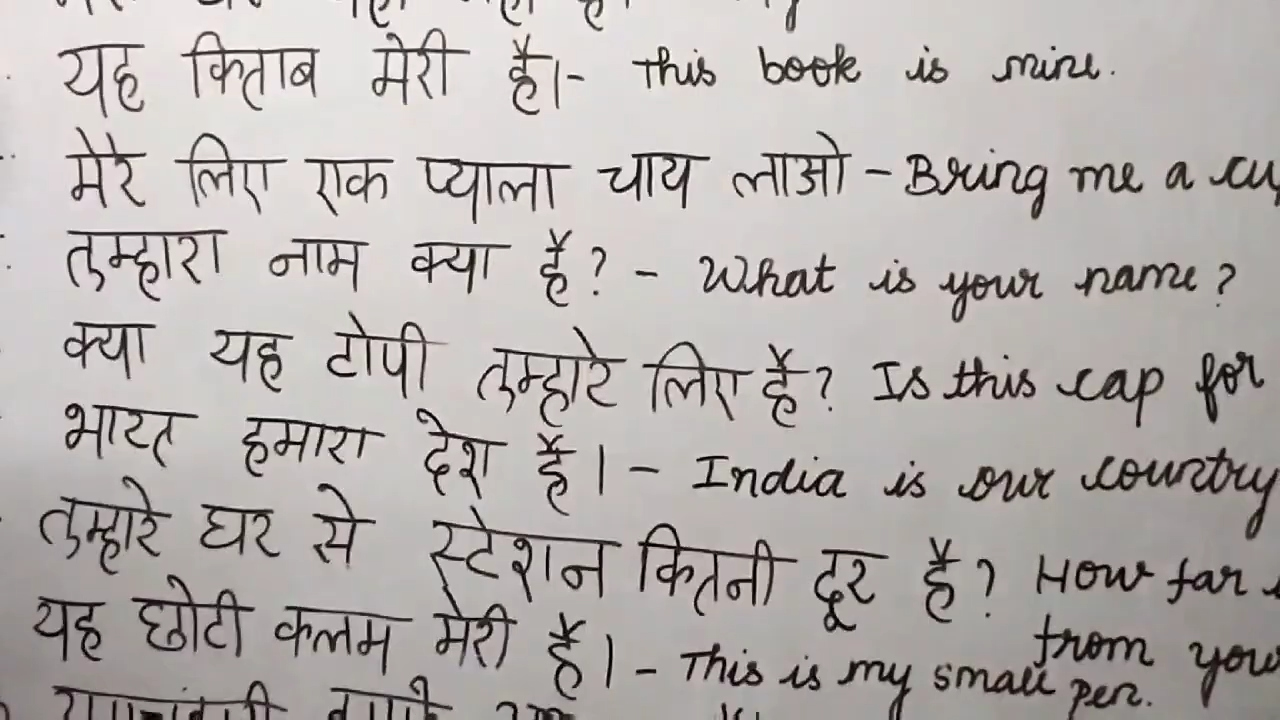 यह किताब मेरी है।- This book is mine.
मेरे लिए एक प्याला चाय लाओ - Bring me a cu
तुम्हारा नाम क्या है? - What is your name?
क्या यह टोपी तुम्हारे लिए है? Is this cap for
भारत हमारा देश है। - India is our country
तुम्हारे घर से स्टेशन कितनी दूर है? How far
from your
यह छोटी कलम मेरी है। - This is my small pen.